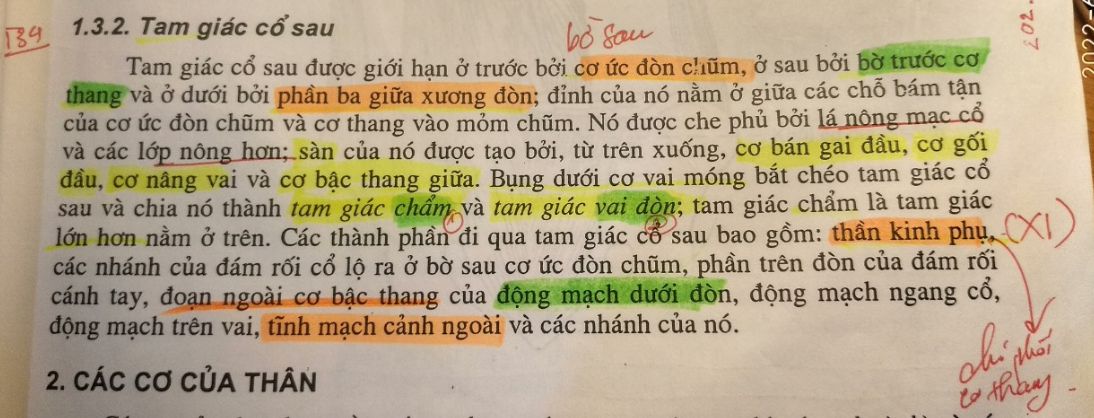 134
1.3.2. Tam giác cổ sau
bờ sau
202
2022-6
Tam giác cổ sau được giới hạn ở trước bởi cơ ức đòn chũm, ở sau bởi bờ trước cơ
thang và ở dưới bởi phần ba giữa xương đòn; đỉnh của nó nằm ở giữa các chỗ bám tận
của cơ ức đòn chũm và cơ thang vào mỏm chũm. Nó được che phủ bởi lá nông mạc cổ
và các lớp nông hơn; sàn của nó được tạo bởi, từ trên xuống, cơ bán gai đầu, cơ gối
đầu, cơ nâng vai và cơ bậc thang giữa. Bụng dưới cơ vai móng bắt chéo tam giác cổ
sau và chia nó thành tam giác chẩm và tam giác vai đòn; tam giác chẩm là tam giác
1 2
lớn hơn nằm ở trên. Các thành phần đi qua tam giác cổ sau bao gồm: thần kinh phụ, (XI)
các nhánh của đám rối cổ lộ ra ở bờ sau cơ ức đòn chũm, phần trên đòn của đám rối
cánh tay, đoạn ngoài cơ bậc thang của động mạch dưới đòn, động mạch ngang cổ,
động mạch trên vai, tĩnh mạch cảnh ngoài và các nhánh của nó.
chi phối
cơ thang
2. CÁC CƠ CỦA THÂN